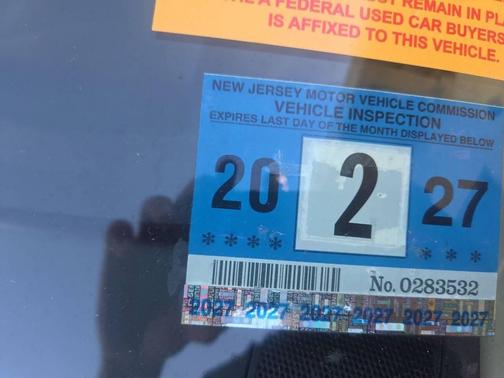 REMAIN IN
A FEDERAL USED CAR BUYERS
IS AFFIXED TO THIS VEHICLE.
NEW JERSEY MOTOR VEHICLE COMMISSION
VEHICLE INSPECTION
EXPIRES LAST DAY OF THE MONTH DISPLAYED BELOW
20 2 27
**** ***
No. 0283532
2027 2027 2027 2027 2027 2027